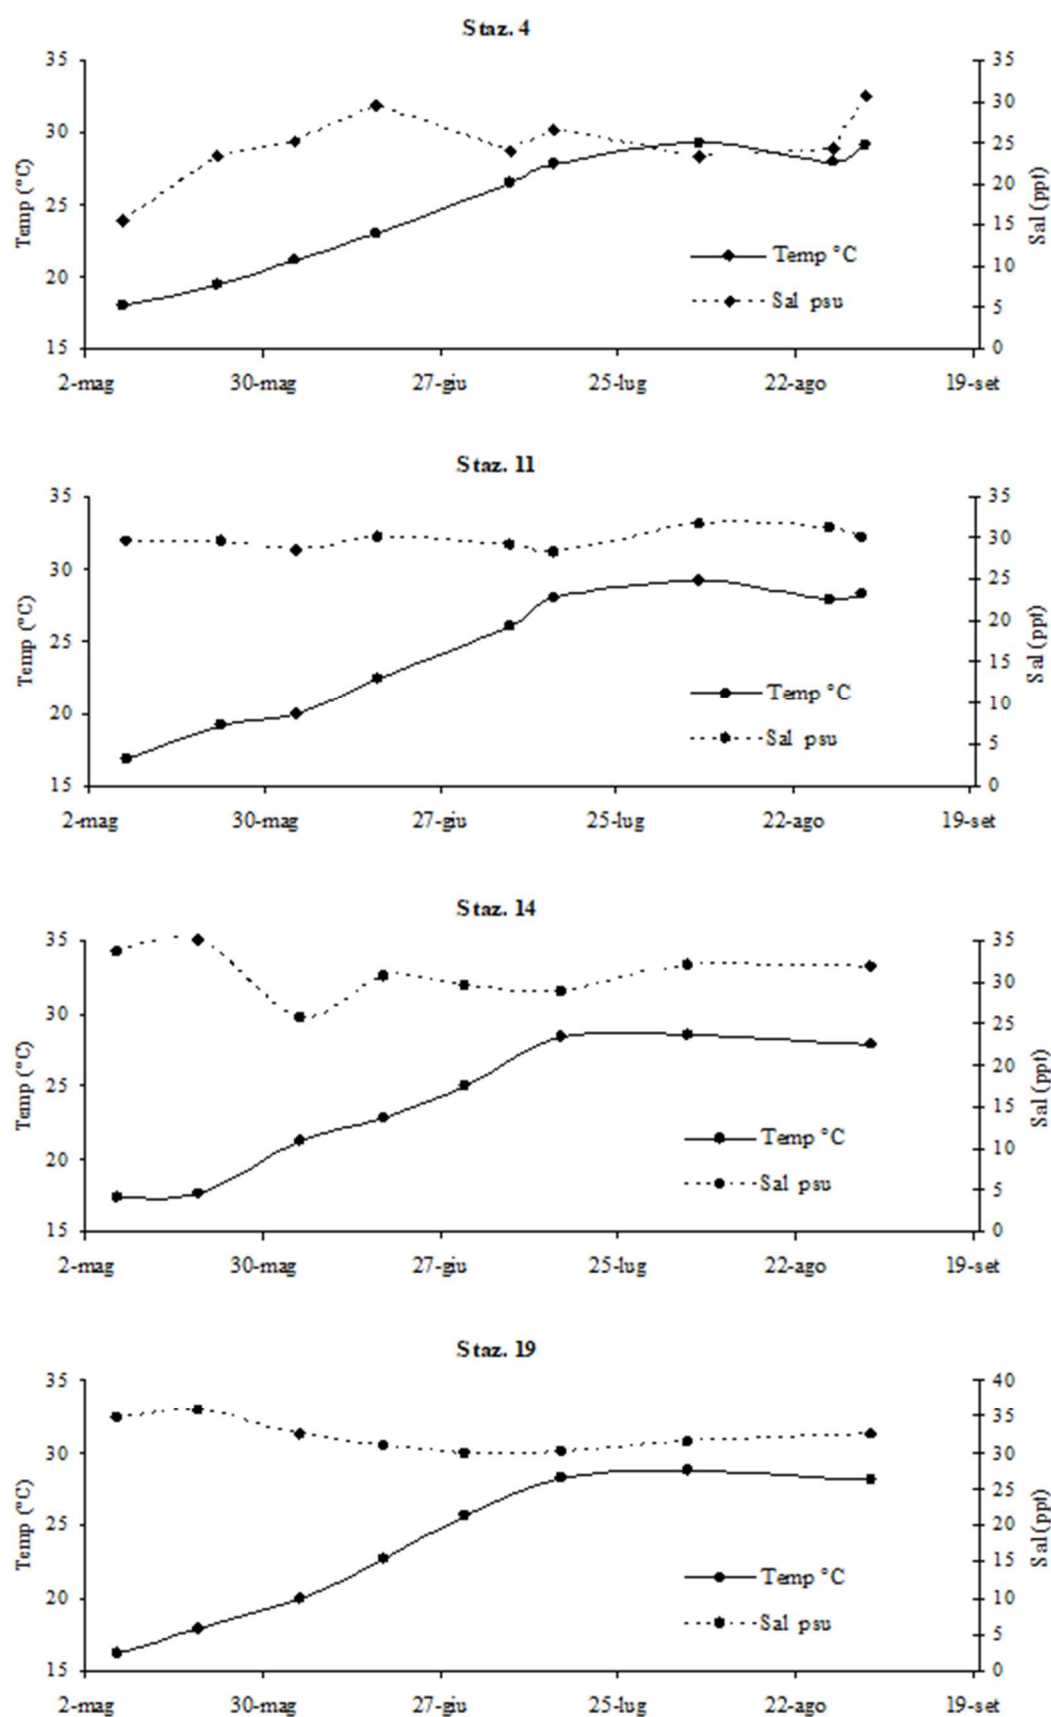 Staz. 4
35 35
30 30
25 25
20 20
15 15
10
5
0
Temp (°C)
Sal (ppt)
Temp °C
Sal psu
2-mag 30-mag 27-giu 25-lug 22-ago 19-set
Staz. 11
35 35
30 30
25 25
20 20
15 15
10
5
0
Temp (°C)
Sal (ppt)
Temp °C
Sal psu
2-mag 30-mag 27-giu 25-lug 22-ago 19-set
Staz. 14
35 35
30 30
25 25
20 20
15 15
10
5
0
Temp (°C)
Sal (ppt)
Temp °C
Sal psu
2-mag 30-mag 27-giu 25-lug 22-ago 19-set
Staz. 19
35 40
30 35
25 30
20 25
15 20
15
10
5
0
Temp (°C)
Sal (ppt)
Temp °C
Sal psu
2-mag 30-mag 27-giu 25-lug 22-ago 19-set